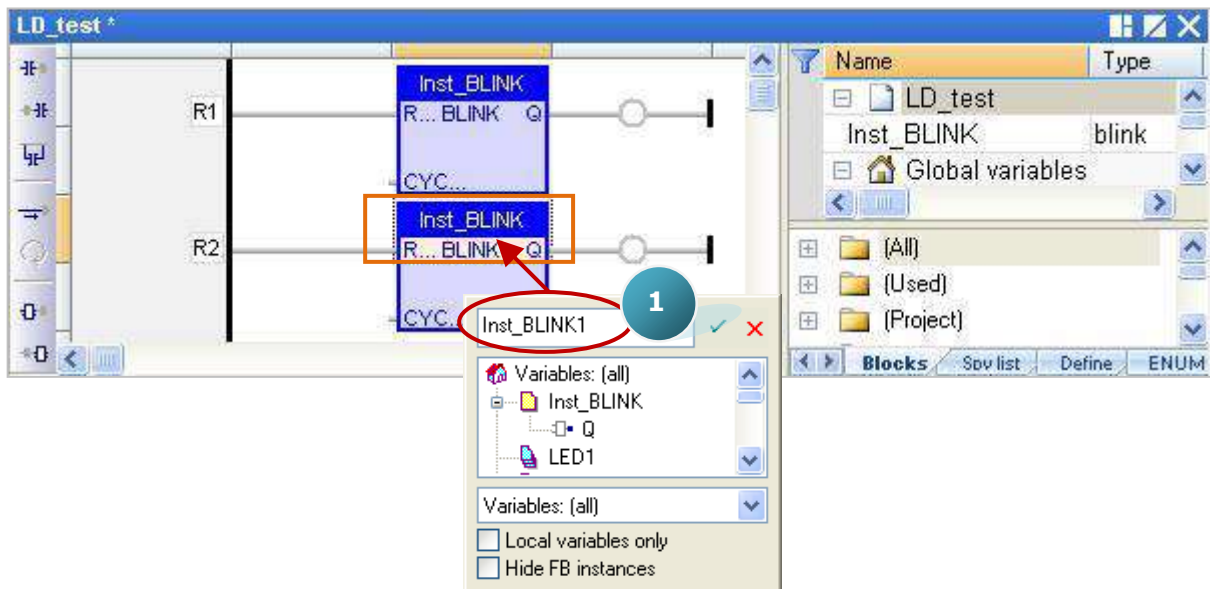 LD_test *
R1
Inst_BLINK
R... BLINK Q
CYC...
R2
Inst_BLINK
R... BLINK Q
CYC...
Name Type
LD_test
Inst_BLINK blink
Global variables
(All)
(Used)
(Project)
Blocks Spy list Define ENUM
1
Inst_BLINK1
Variables: (all)
Inst_BLINK
Q
LED1
Variables: (all)
Local variables only
Hide FB instances